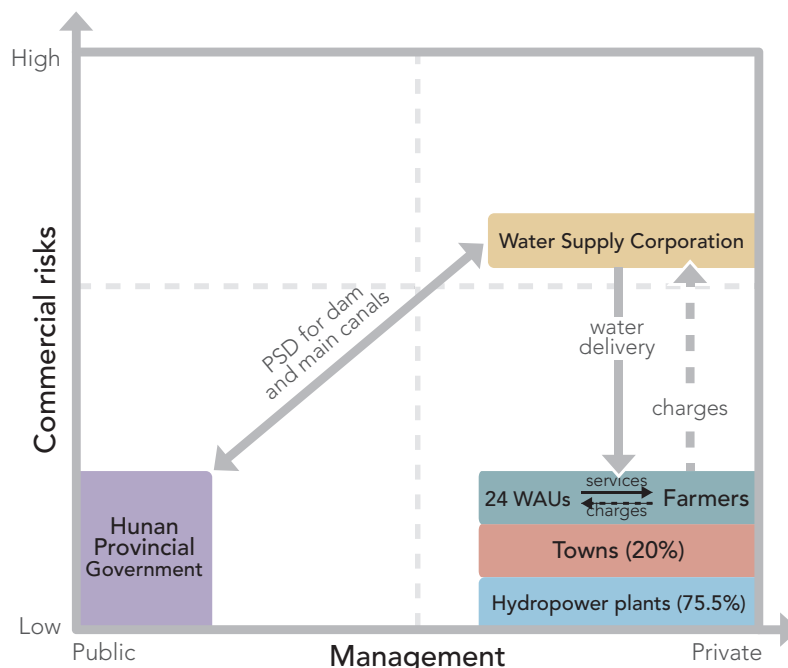 High
Commercial risks
Water Supply Corporation
PSD for dam
and main canals
water
delivery
charges
Hunan
Provincial
Government
24 WAUs
services
charges
Farmers
Towns (20%)
Hydropower plants (75.5%)
Low
Public
Management
Private